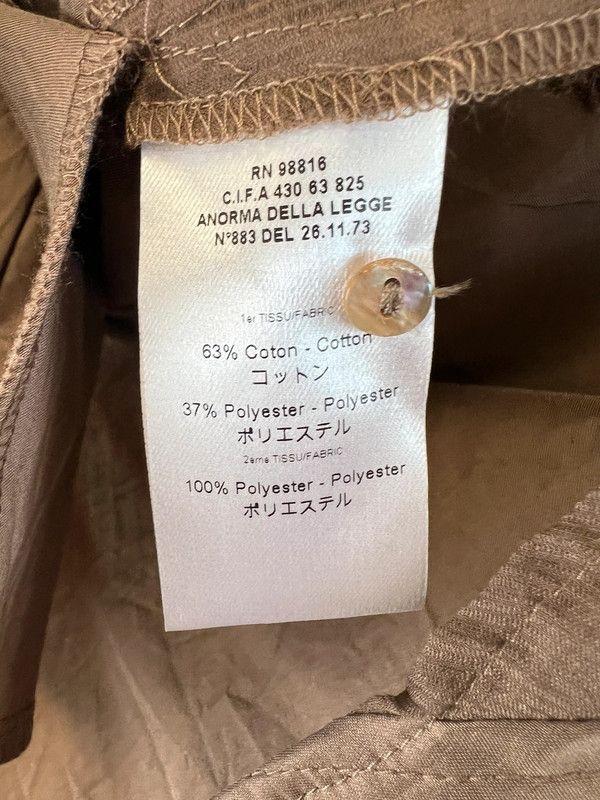 RN 98816
C.I.F.A 430 63 825
ANORMA DELLA LEGGE
N°883 DEL 26.11.73
1er TISSU/FABRIC
63% Coton - Cotton
コットン
37% Polyester - Polyester
ポリエステル
2ème TISSU/FABRIC
100% Polyester - Polyester
ポリエステル